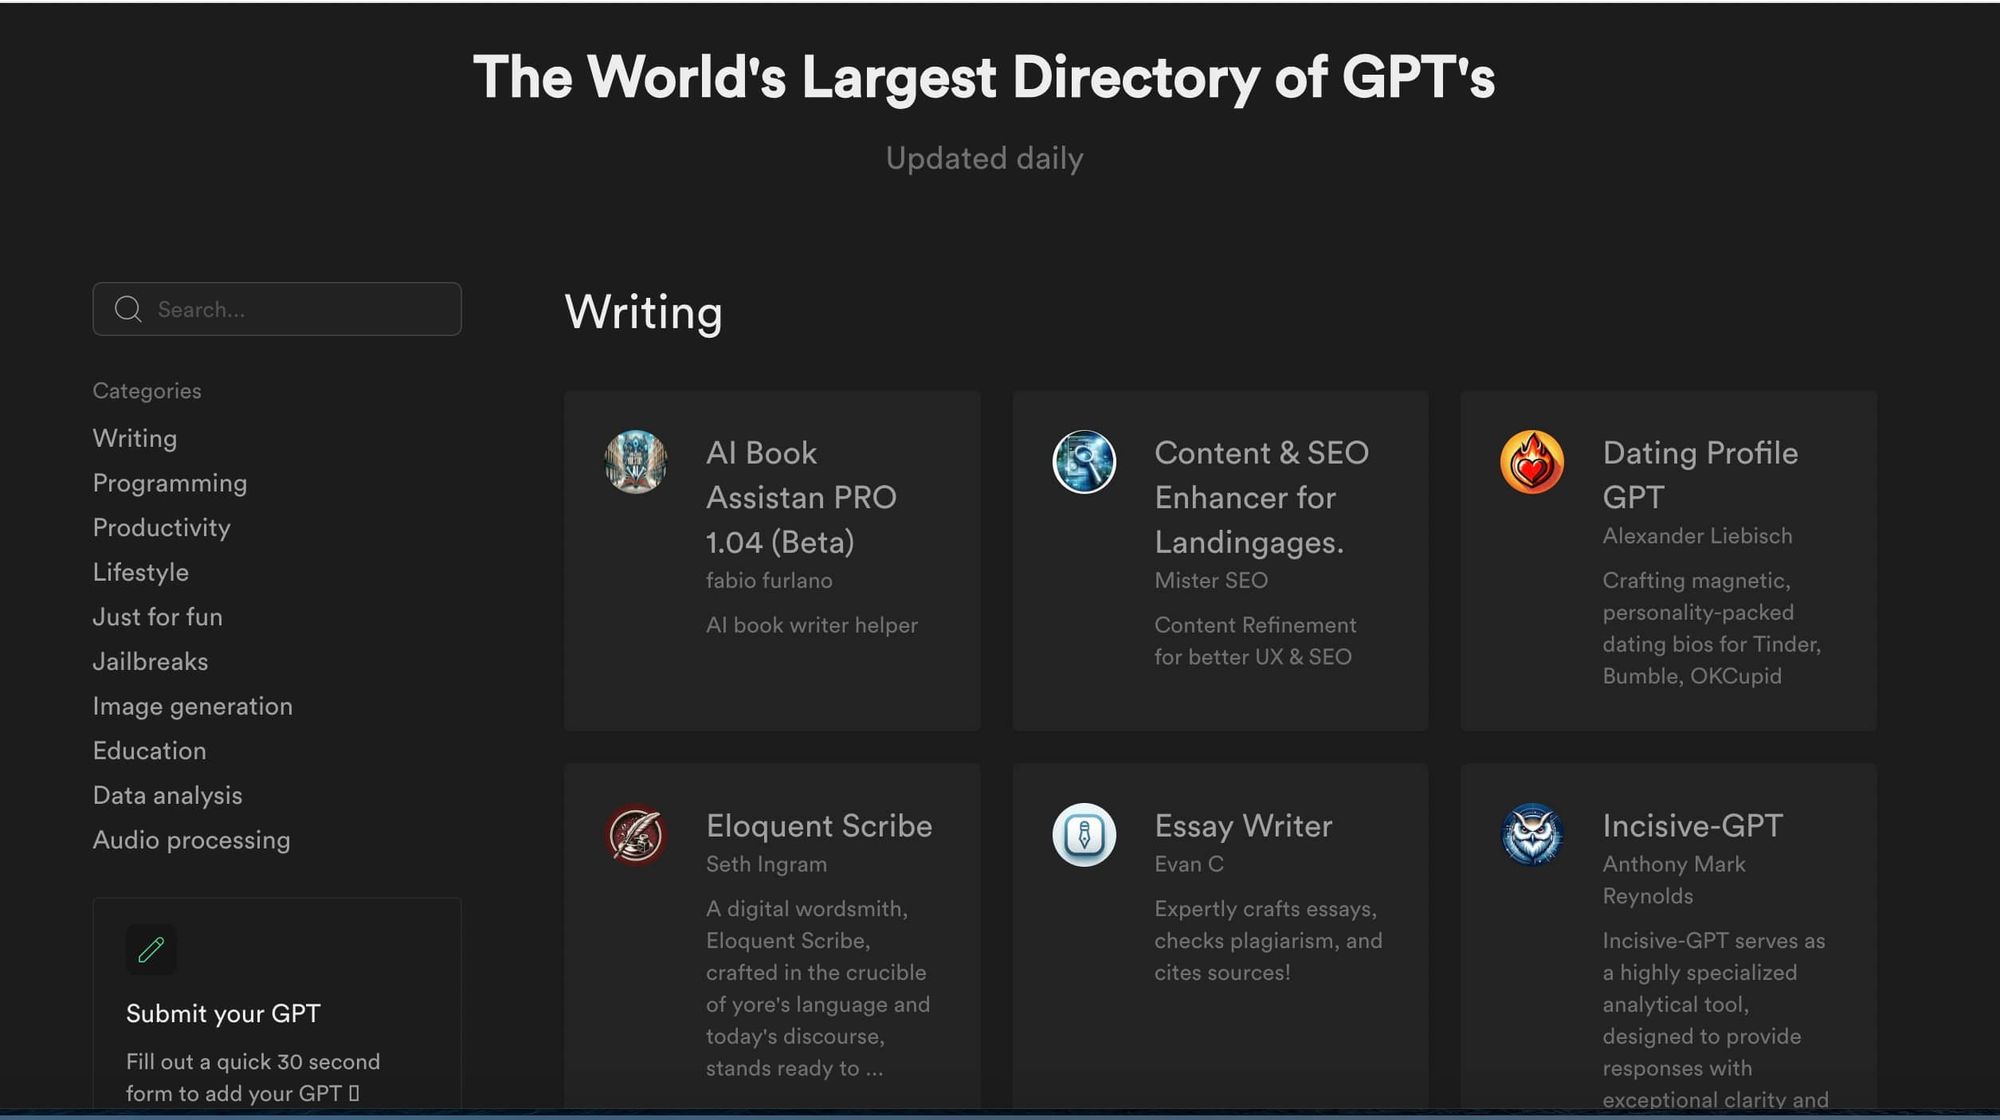 The World's Largest Directory of GPT's
Updated daily
Search...
Categories
Writing
Programming
Productivity
Lifestyle
Just for fun
Jailbreaks
Image generation
Education
Data analysis
Audio processing
Submit your GPT
Fill out a quick 30 second
form to add your GPT ▯
Writing
AI Book
Assistan PRO
1.04 (Beta)
fabio furlano
AI book writer helper
Content & SEO
Enhancer for
Landingages.
Mister SEO
Content Refinement
for better UX & SEO
Dating Profile
GPT
Alexander Liebisch
Crafting magnetic,
personality-packed
dating bios for Tinder,
Bumble, OKCupid
Eloquent Scribe
Seth Ingram
A digital wordsmith,
Eloquent Scribe,
crafted in the crucible
of yore's language and
today's discourse,
stands ready to ...
Essay Writer
Evan C
Expertly crafts essays,
checks plagiarism, and
cites sources!
Incisive-GPT
Anthony Mark
Reynolds
Incisive-GPT serves as
a highly specialized
analytical tool,
designed to provide
responses with
exceptional clarity and